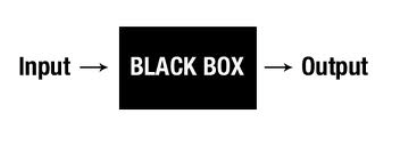 Input → BLACK BOX → Output